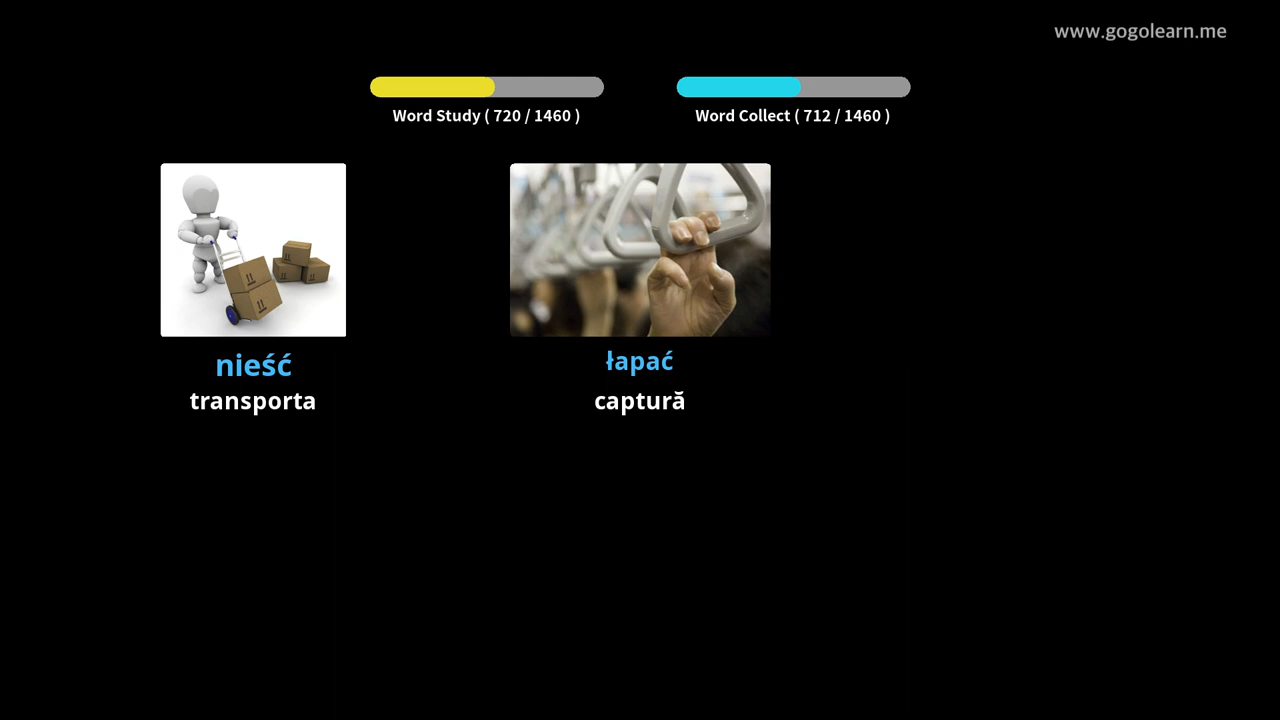 www.gogolearn.me
Word Study ( 720 / 1460 )
Word Collect ( 712 / 1460 )
nieść
transporta
łapać
captură